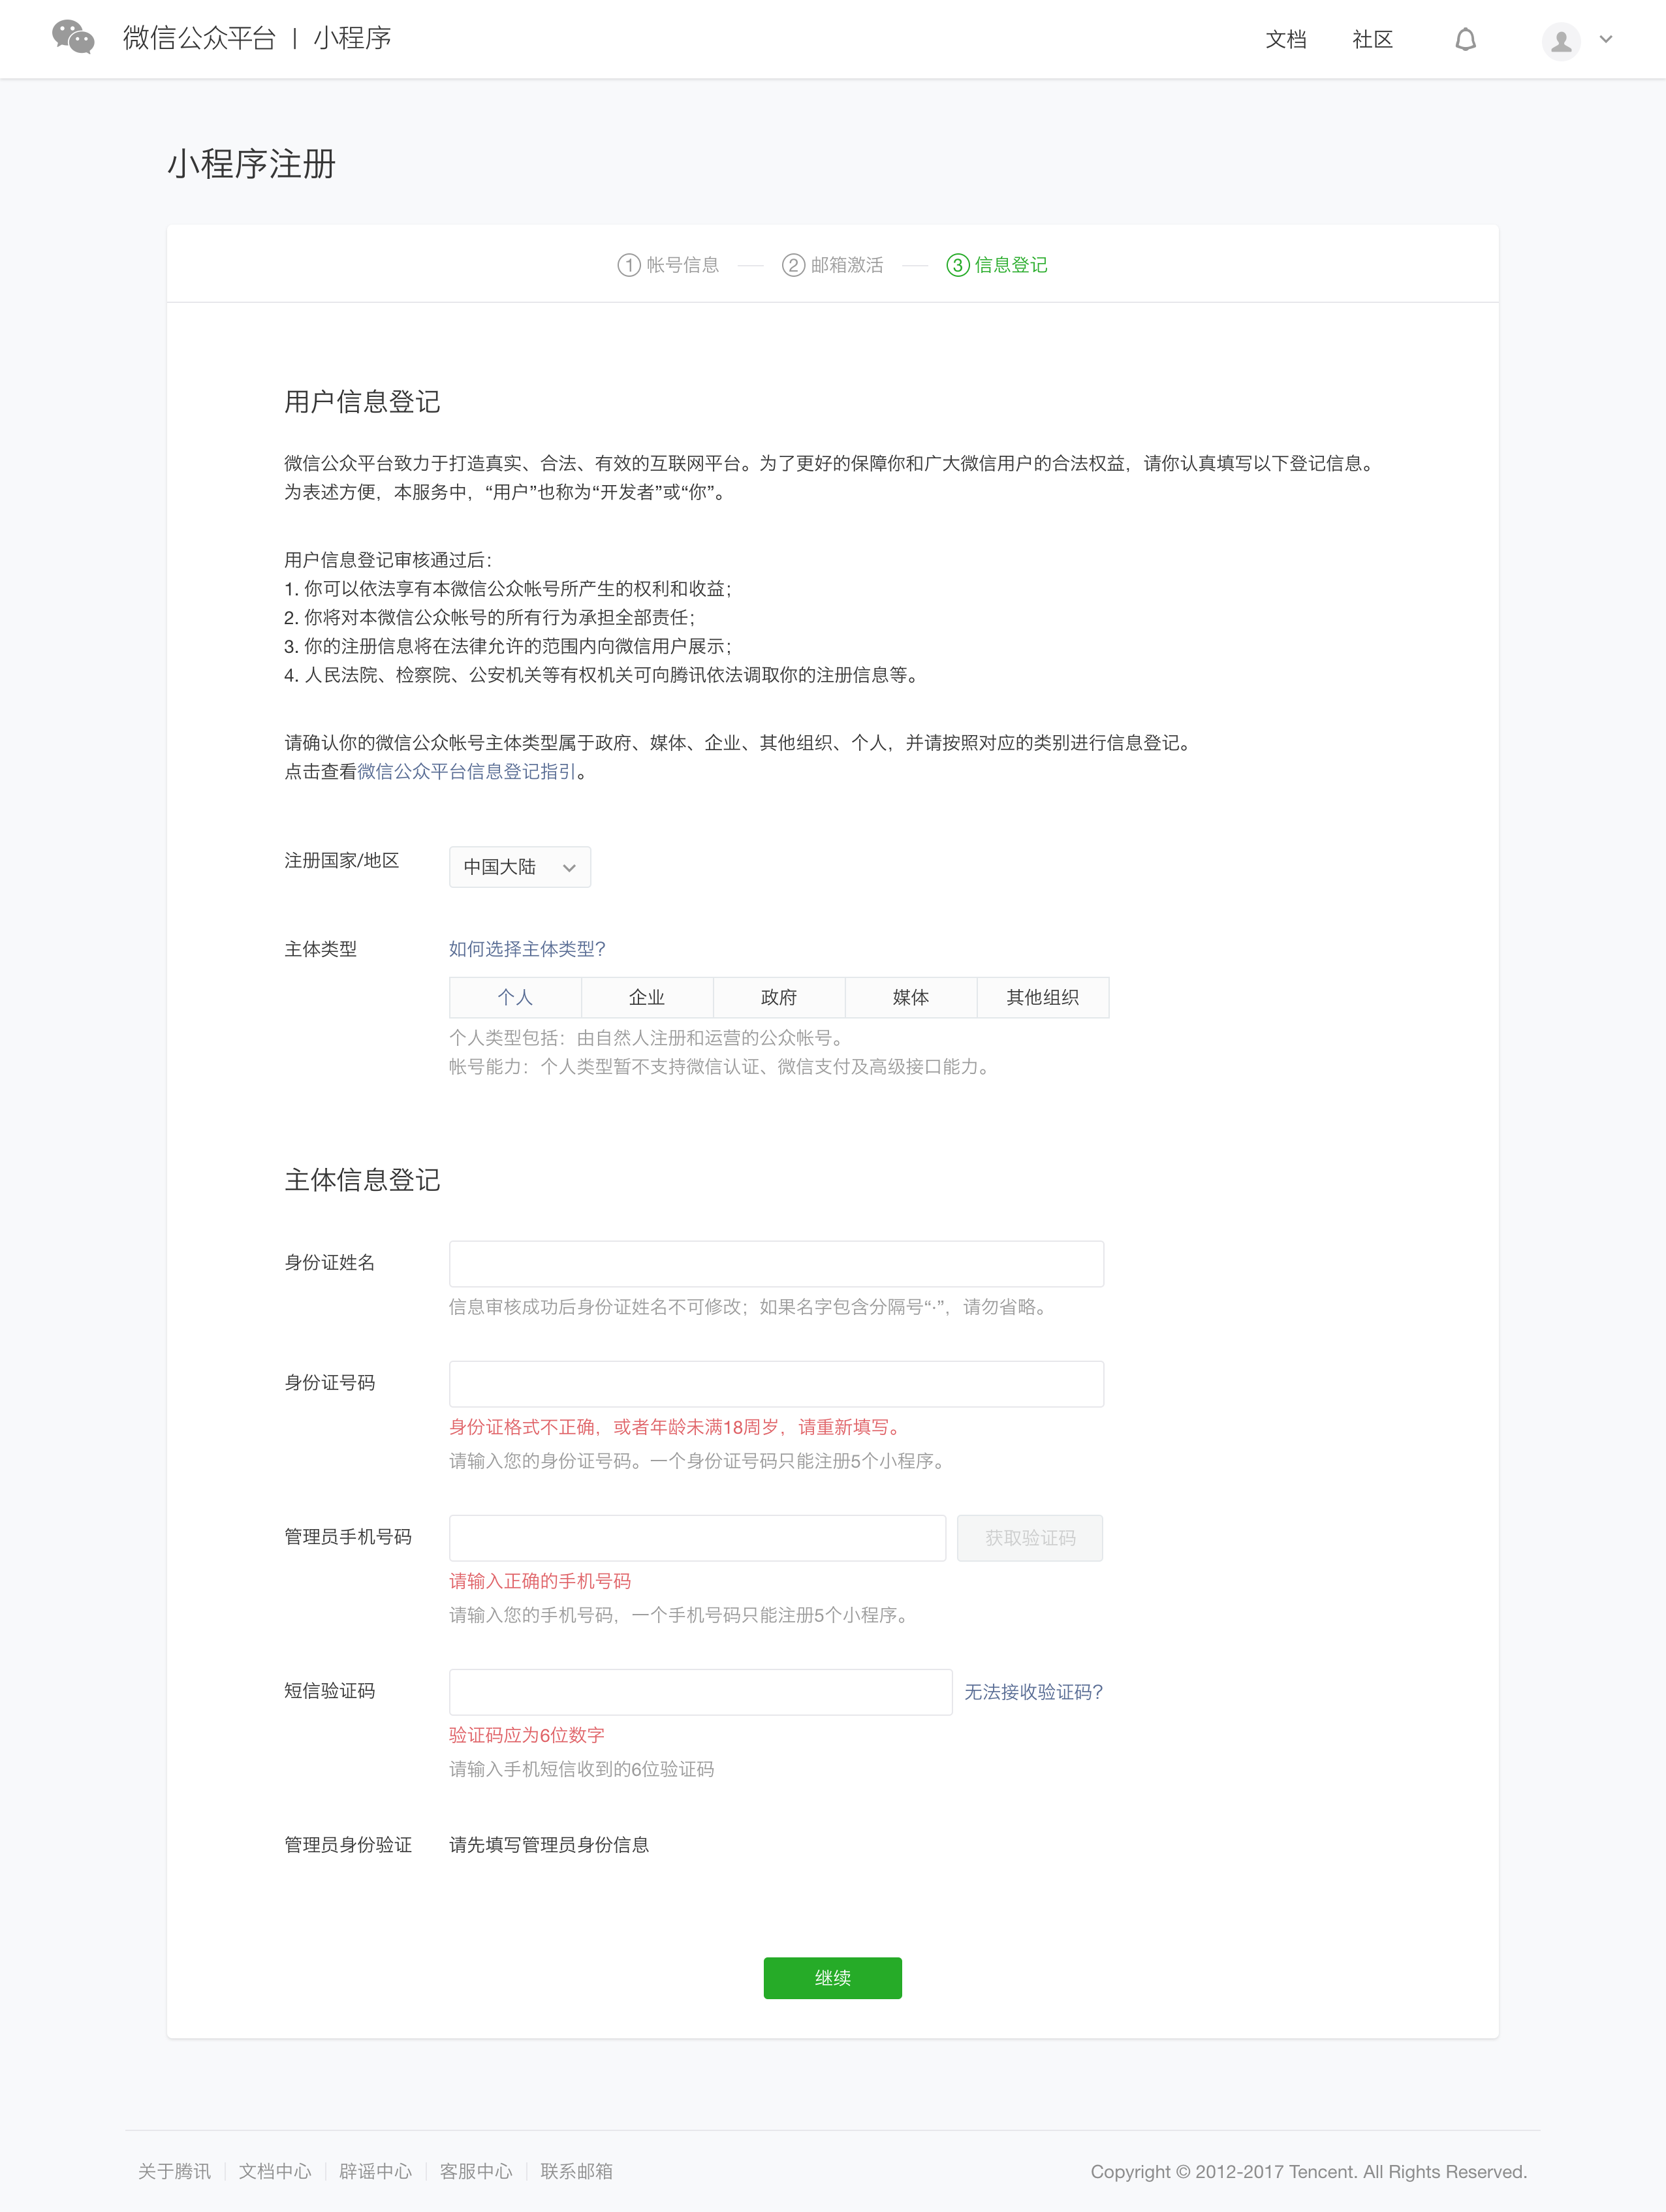 微信公众平台 | 小程序
文档 社区
小程序注册
① 帐号信息 ② 邮箱激活 ③ 信息登记
用户信息登记
微信公众平台致力于打造真实、合法、有效的互联网平台。为了更好的保障你和广大微信用户的合法权益，请你认真填写以下登记信息。
为表述方便，本服务中，“用户”也称为“开发者”或“你”。
用户信息登记审核通过后：
1. 你可以依法享有本微信公众帐号所产生的权利和收益；
2. 你将对本微信公众帐号的所有行为承担全部责任；
3. 你的注册信息将在法律允许的范围内向微信用户展示；
4. 人民法院、检察院、公安机关等有权机关可向腾讯依法调取你的注册信息等。
请确认你的微信公众帐号主体类型属于政府、媒体、企业、其他组织、个人，并请按照对应的类别进行信息登记。
点击查看微信公众平台信息登记指引。
注册国家/地区 中国大陆
主体类型 如何选择主体类型？
个人 企业 政府 媒体 其他组织
个人类型包括：由自然人注册和运营的公众帐号。
帐号能力：个人类型暂不支持微信认证、微信支付及高级接口能力。
主体信息登记
身份证姓名
信息审核成功后身份证姓名不可修改；如果名字包含分隔号“·”，请勿省略。
身份证号码
身份证格式不正确，或者年龄未满18周岁，请重新填写。
请输入您的身份证号码。一个身份证号码只能注册5个小程序。
管理员手机号码 获取验证码
请输入正确的手机号码
请输入您的手机号码，一个手机号码只能注册5个小程序。
短信验证码 无法接收验证码？
验证码应为6位数字
请输入手机短信收到的6位验证码
管理员身份验证 请先填写管理员身份信息
继续
关于腾讯 | 文档中心 | 辟谣中心 | 客服中心 | 联系邮箱 Copyright © 2012-2017 Tencent. All Rights Reserved.